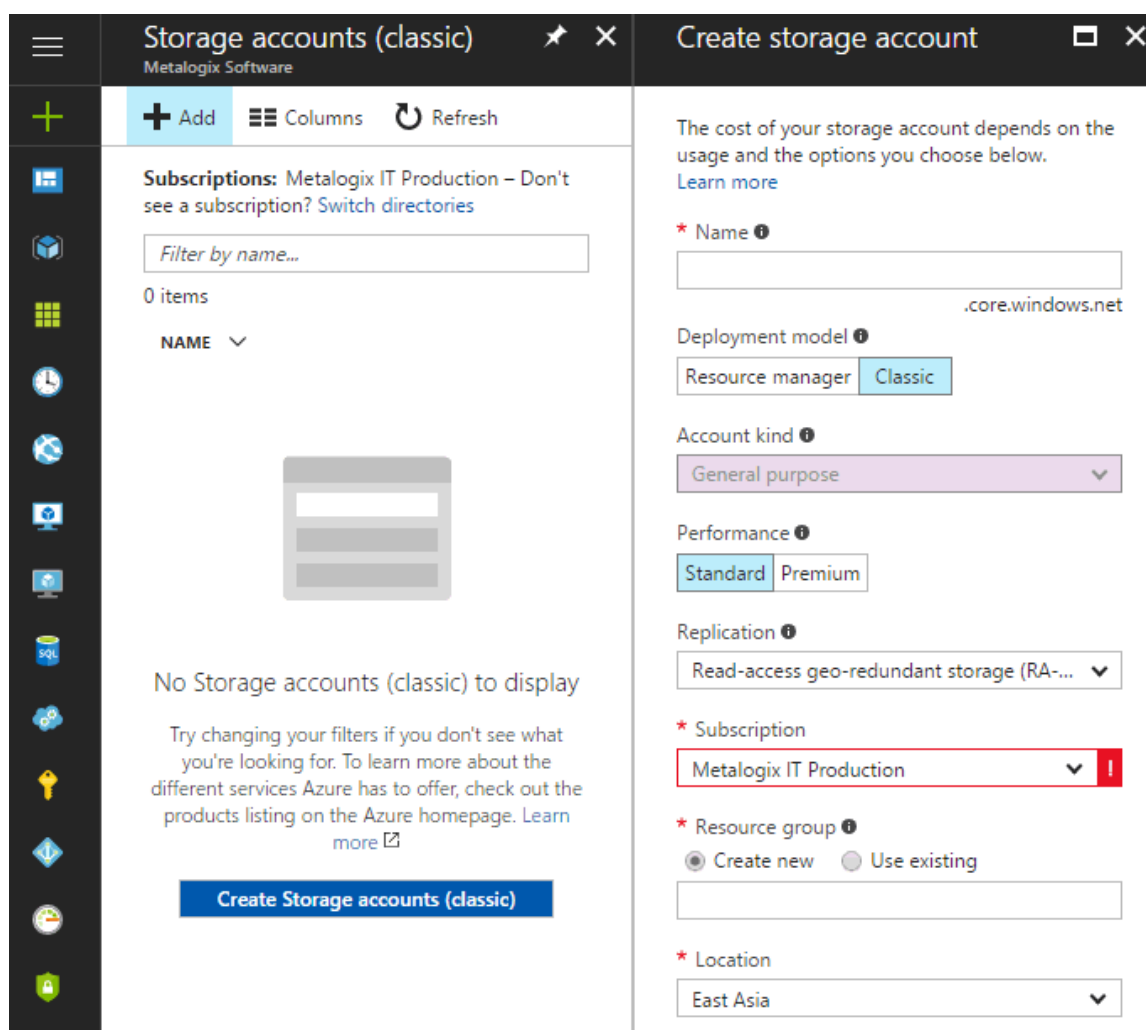 Storage accounts (classic)
Metalogix Software
Add
Columns
Refresh
Subscriptions: Metalogix IT Production – Don't
see a subscription? Switch directories
Filter by name...
0 items
NAME
No Storage accounts (classic) to display
Try changing your filters if you don't see what
you're looking for. To learn more about the
different services Azure has to offer, check out the
products listing on the Azure homepage. Learn
more
Create Storage accounts (classic)
SQL
Create storage account
The cost of your storage account depends on the
usage and the options you choose below.
Learn more
* Name
.core.windows.net
Deployment model
Resource manager Classic
Account kind
General purpose
Performance
Standard Premium
Replication
Read-access geo-redundant storage (RA-...
* Subscription
Metalogix IT Production !
* Resource group
Create new Use existing
* Location
East Asia